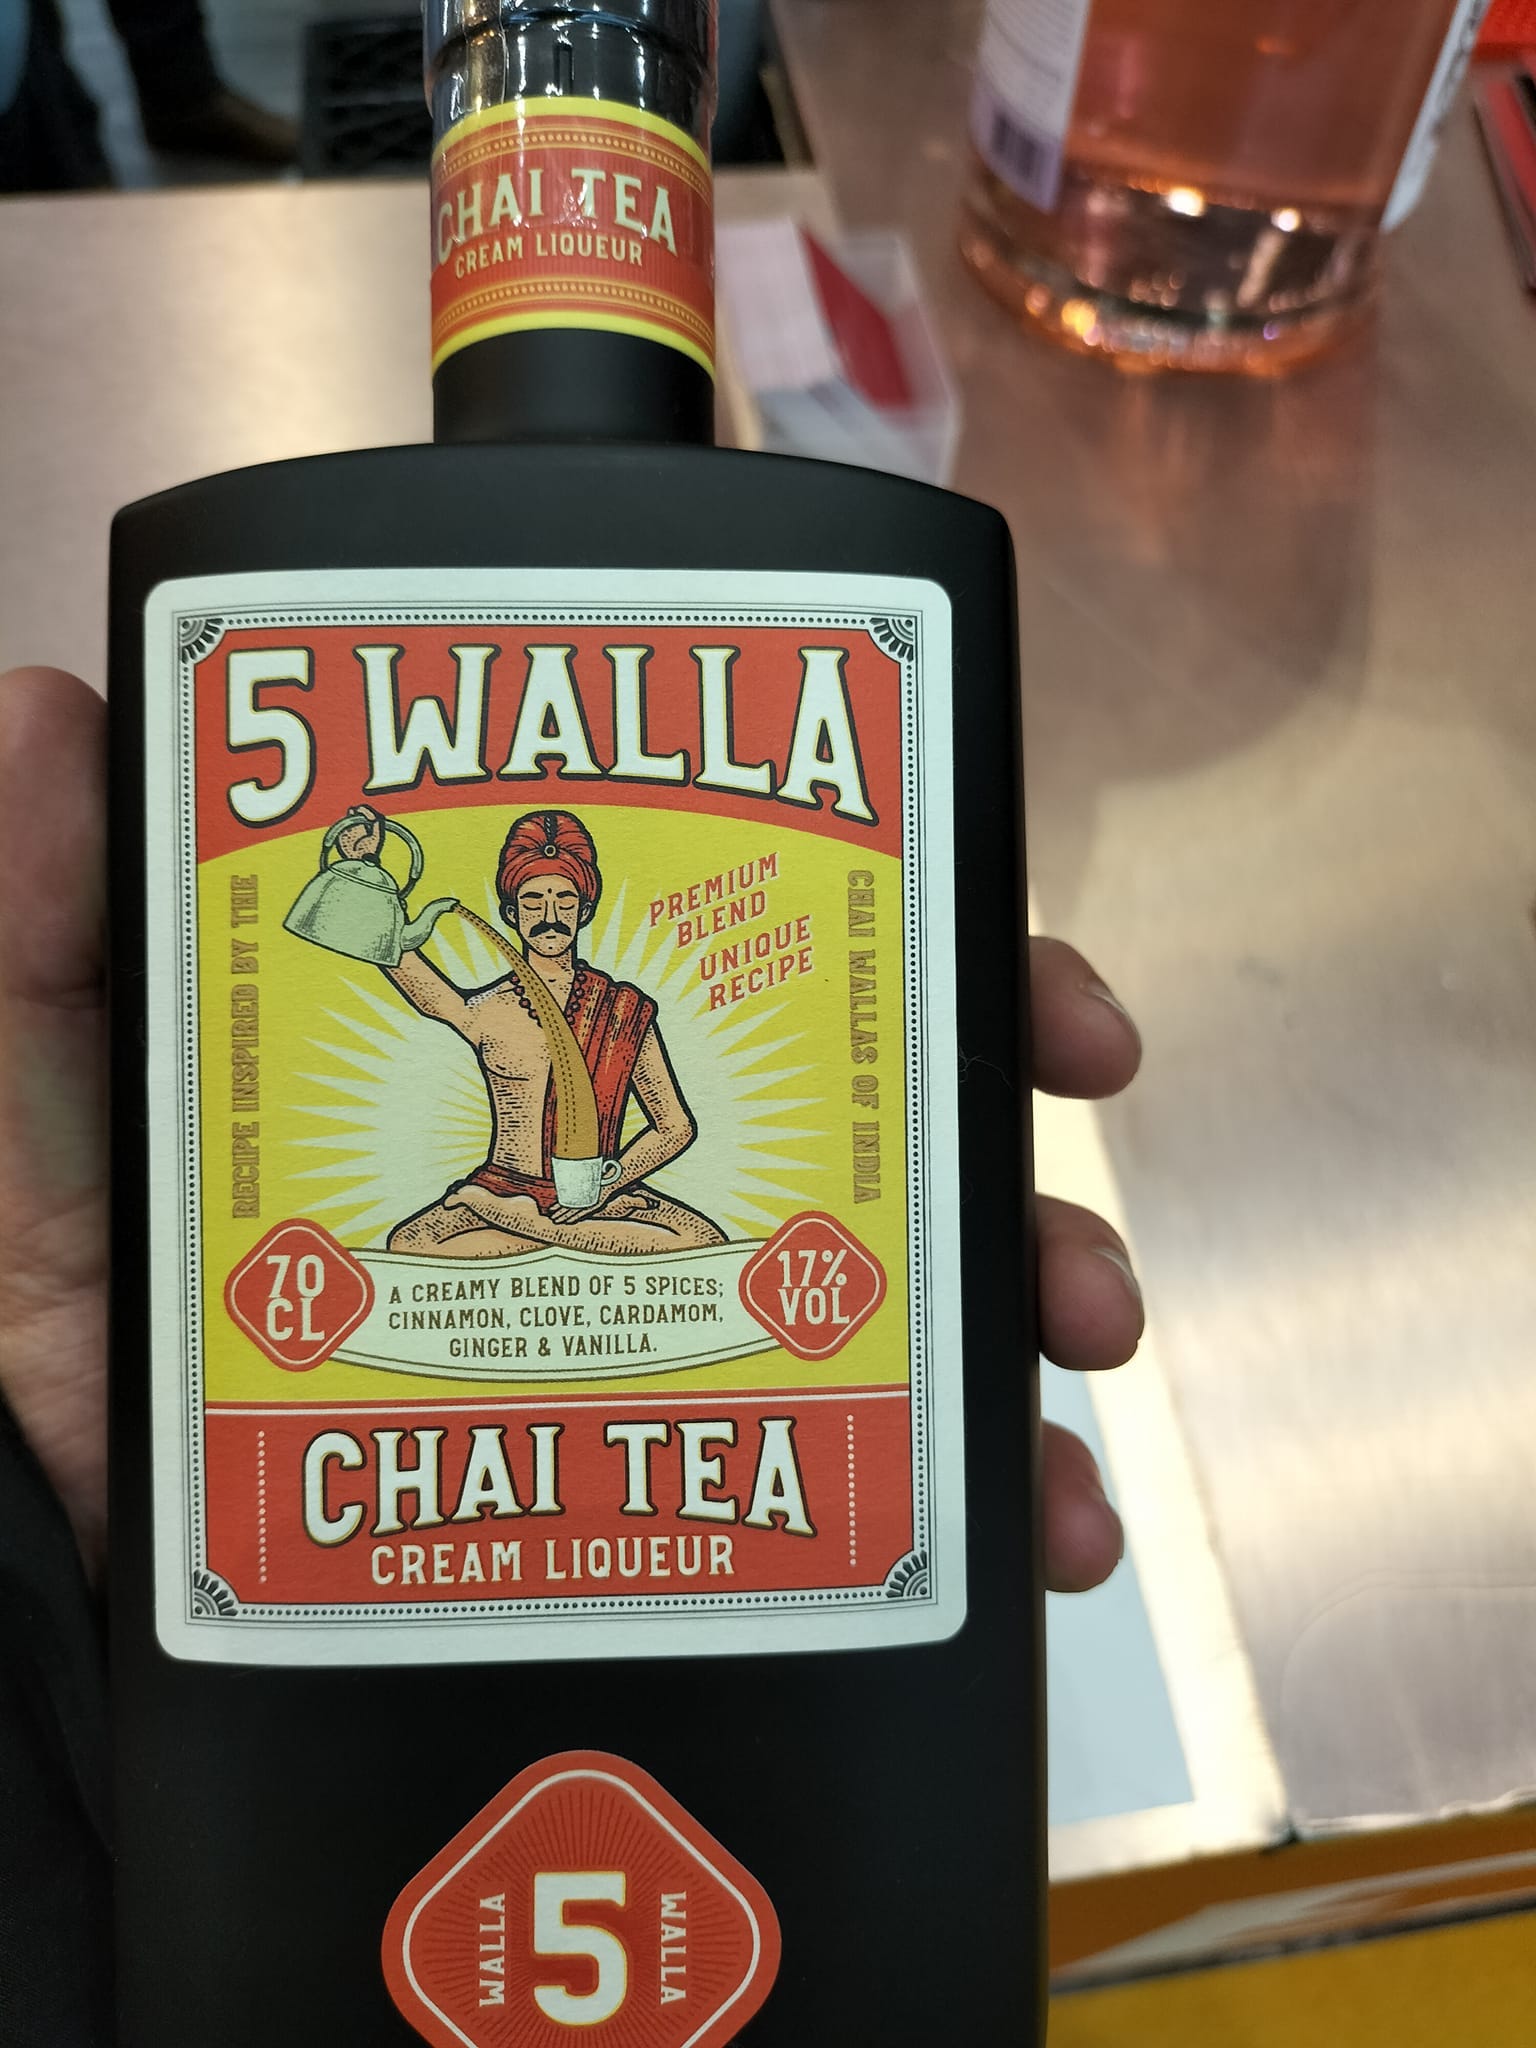 CHAI TEA
CREAM LIQUEUR
5 WALLA
PREMIUM
BLEND
UNIQUE
RECIPE
RECIPE INSPIRED BY THE
CHAI WALLAS OF INDIA
70
CL
A CREAMY BLEND OF 5 SPICES;
CINNAMON, CLOVE, CARDAMOM,
GINGER & VANILLA.
17%
VOL
CHAI TEA
CREAM LIQUEUR
WALLA
5
WALLA